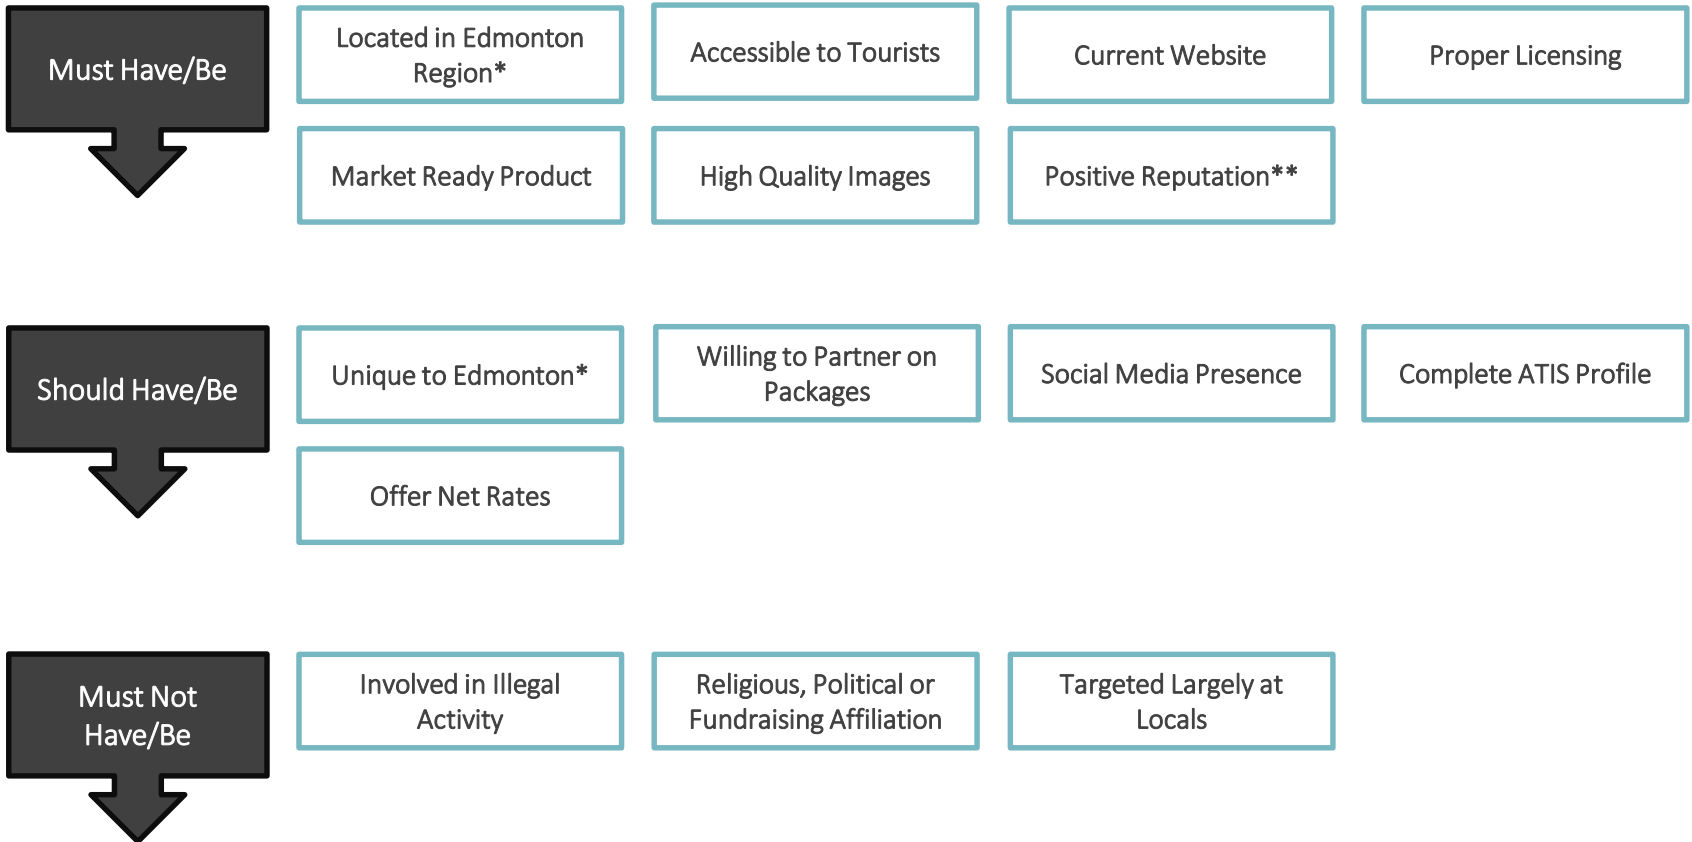 Must Have/Be
Located in Edmonton
Region*
Accessible to Tourists
Current Website
Proper Licensing
Market Ready Product
High Quality Images
Positive Reputation**
Should Have/Be
Unique to Edmonton*
Willing to Partner on
Packages
Social Media Presence
Complete ATIS Profile
Offer Net Rates
Must Not
Have/Be
Involved in Illegal
Activity
Religious, Political or
Fundraising Affiliation
Targeted Largely at
Locals